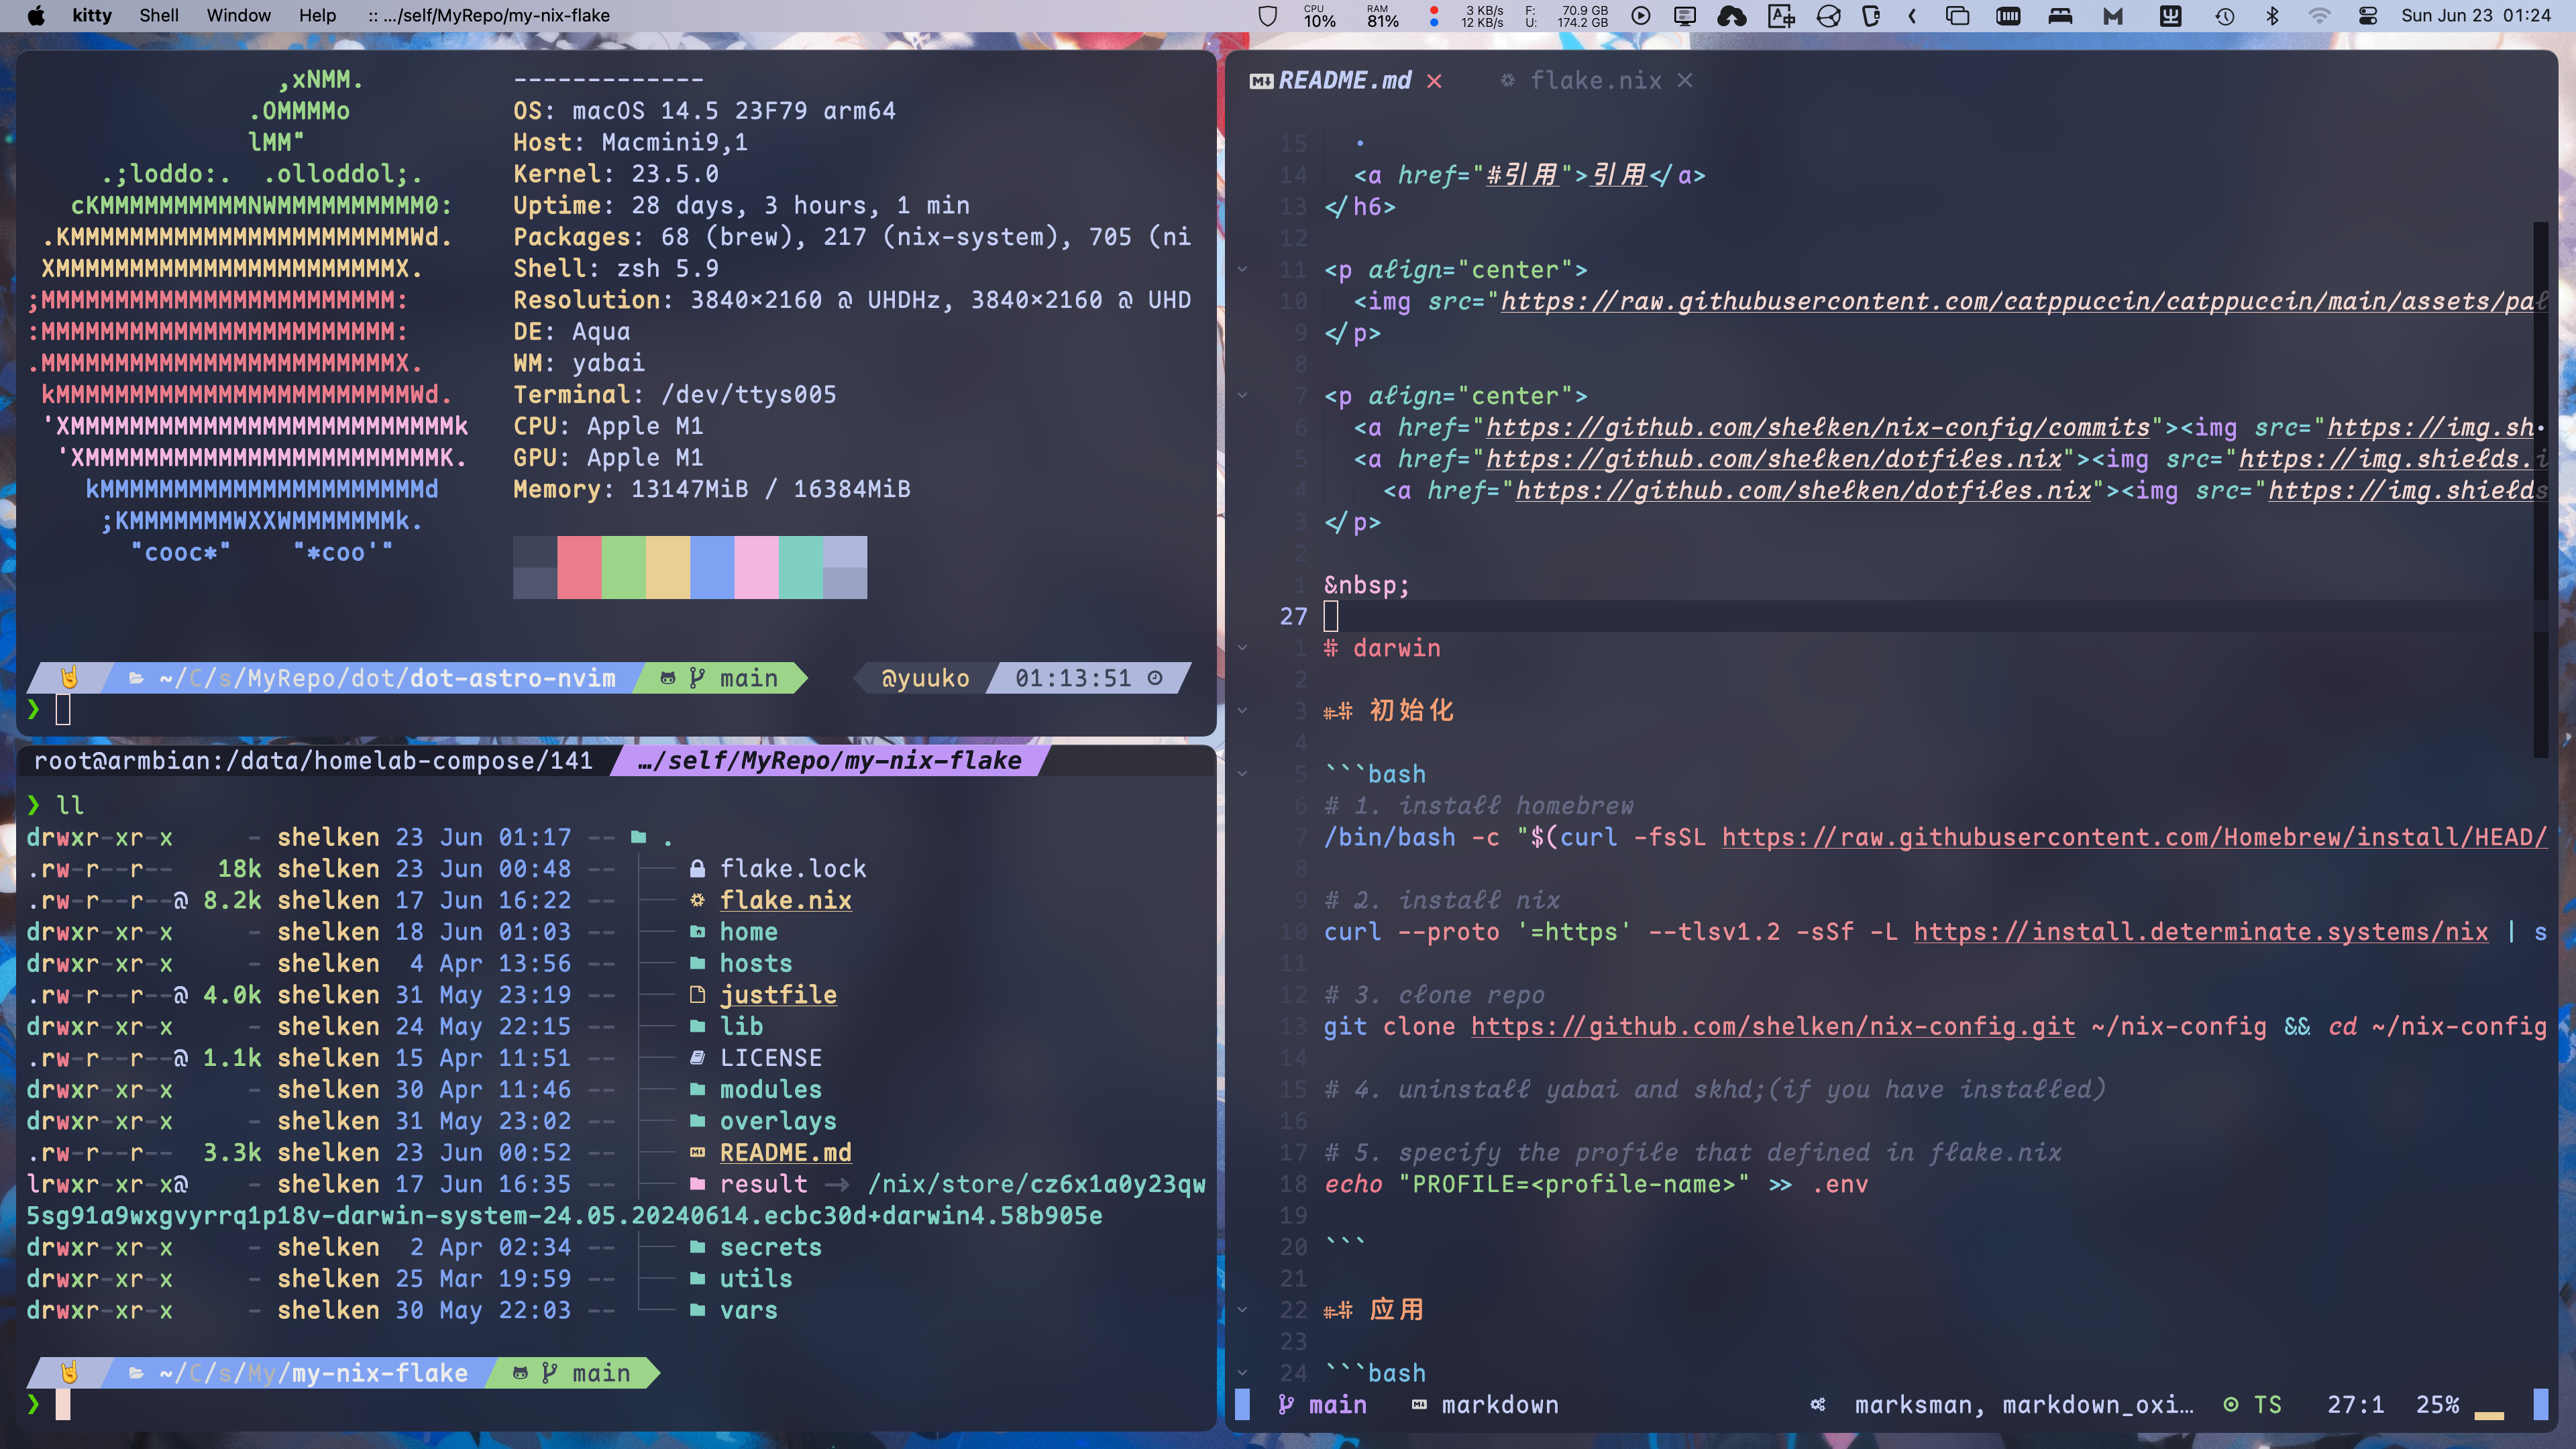 kitty Shell Window Help :: …/self/MyRepo/my-nix-flake
CPU 10% RAM 81% 3 KB/s 12 KB/s F: 70.9 GB U: 174.2 GB Sun Jun 23 01:24
,xNMM.
.OMMMMo
lMM"
.;loddo:. .olloddol;.
cKMMMMMMMMMMNWMMMMMMMMMM0:
.KMMMMMMMMMMMMMMMMMMMMMMMWd.
XMMMMMMMMMMMMMMMMMMMMMMMX.
;MMMMMMMMMMMMMMMMMMMMMMMM:
:MMMMMMMMMMMMMMMMMMMMMMMM:
.MMMMMMMMMMMMMMMMMMMMMMMMX.
kMMMMMMMMMMMMMMMMMMMMMMMMWd.
'XMMMMMMMMMMMMMMMMMMMMMMMMMMk
'XMMMMMMMMMMMMMMMMMMMMMMMMK.
kMMMMMMMMMMMMMMMMMMMMMMd
;KMMMMMMMWXXWMMMMMMMk.
"cooc*" "*coo'"
-------------
OS: macOS 14.5 23F79 arm64
Host: Macmini9,1
Kernel: 23.5.0
Uptime: 28 days, 3 hours, 1 min
Packages: 68 (brew), 217 (nix-system), 705 (ni
Shell: zsh 5.9
Resolution: 3840×2160 @ UHDHz, 3840×2160 @ UHD
DE: Aqua
WM: yabai
Terminal: /dev/ttys005
CPU: Apple M1
GPU: Apple M1
Memory: 13147MiB / 16384MiB
~/C/s/MyRepo/dot/dot-astro-nvim main @yuuko 01:13:51
❯
root@armbian:/data/homelab-compose/141 …/self/MyRepo/my-nix-flake
❯ ll
drwxr-xr-x - shelken 23 Jun 01:17 -- .
.rw-r--r-- 18k shelken 23 Jun 00:48 -- flake.lock
.rw-r--r--@ 8.2k shelken 17 Jun 16:22 -- flake.nix
drwxr-xr-x - shelken 18 Jun 01:03 -- home
drwxr-xr-x - shelken 4 Apr 13:56 -- hosts
.rw-r--r--@ 4.0k shelken 31 May 23:19 -- justfile
drwxr-xr-x - shelken 24 May 22:15 -- lib
.rw-r--r--@ 1.1k shelken 15 Apr 11:51 -- LICENSE
drwxr-xr-x - shelken 30 Apr 11:46 -- modules
drwxr-xr-x - shelken 31 May 23:02 -- overlays
.rw-r--r-- 3.3k shelken 23 Jun 00:52 -- README.md
lrwxr-xr-x@ - shelken 17 Jun 16:35 -- result → /nix/store/cz6x1a0y23qw
5sg91a9wxgvyrrq1p18v-darwin-system-24.05.20240614.ecbc30d+darwin4.58b905e
drwxr-xr-x - shelken 2 Apr 02:34 -- secrets
drwxr-xr-x - shelken 25 Mar 19:59 -- utils
drwxr-xr-x - shelken 30 May 22:03 -- vars
~/C/s/My/my-nix-flake main
❯
README.md × flake.nix ×
15 ·
14 <a href="#引用">引用</a>
13 </h6>
12
11 <p align="center">
10 <img src="https://raw.githubusercontent.com/catppuccin/catppuccin/main/assets/pal
9 </p>
8
7 <p align="center">
6 <a href="https://github.com/shelken/nix-config/commits"><img src="https://img.sh·
5 <a href="https://github.com/shelken/dotfiles.nix"><img src="https://img.shields.i
4 <a href="https://github.com/shelken/dotfiles.nix"><img src="https://img.shields
3 </p>
2
1 &nbsp;
27
1 # darwin
2
3 ## 初始化
4
5 ```bash
6 # 1. install homebrew
7 /bin/bash -c "$(curl -fsSL https://raw.githubusercontent.com/Homebrew/install/HEAD/
8
9 # 2. install nix
10 curl --proto '=https' --tlsv1.2 -sSf -L https://install.determinate.systems/nix | s
11
12 # 3. clone repo
13 git clone https://github.com/shelken/nix-config.git ~/nix-config && cd ~/nix-config
14
15 # 4. uninstall yabai and skhd;(if you have installed)
16
17 # 5. specify the profile that defined in flake.nix
18 echo "PROFILE=<profile-name>" >> .env
19
20 ```
21
22 ## 应用
23
24 ```bash
main markdown marksman, markdown_oxi… TS 27:1 25%